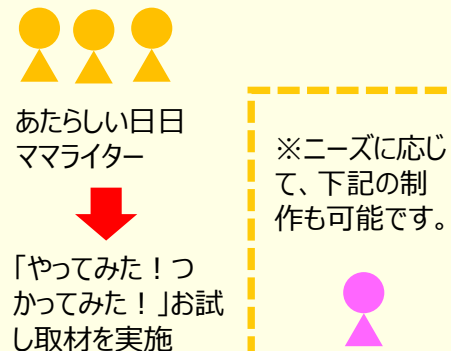 あたらしい日日
ママライター
「やってみた！つ
かってみた！」お試
し取材を実施
※ニーズに応じ
て、下記の制
作も可能です。